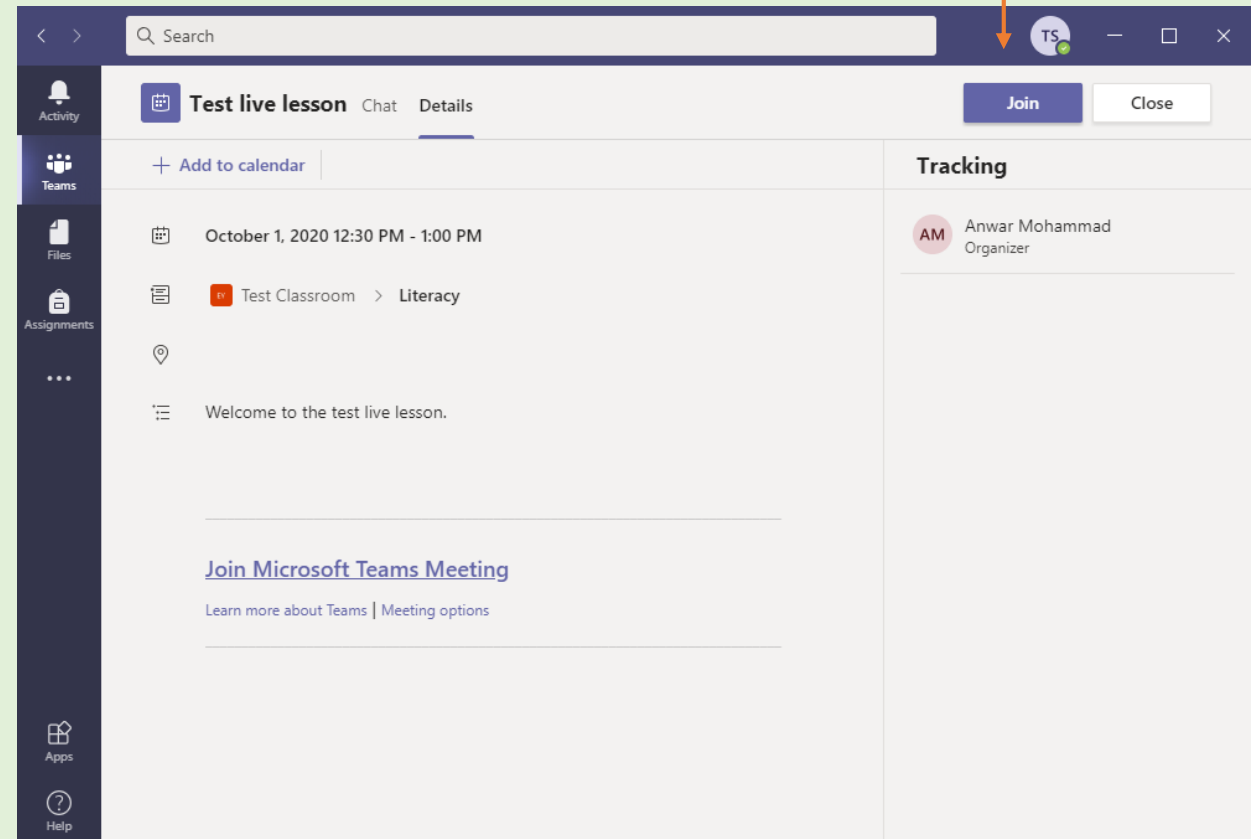 Search
TS
Activity
Teams
Files
Assignments
Apps
Help
Test live lesson Chat Details
Join Close
Add to calendar
October 1, 2020 12:30 PM - 1:00 PM
EY Test Classroom > Literacy
Welcome to the test live lesson.
Join Microsoft Teams Meeting
Learn more about Teams | Meeting options
Tracking
AM Anwar Mohammad
Organizer